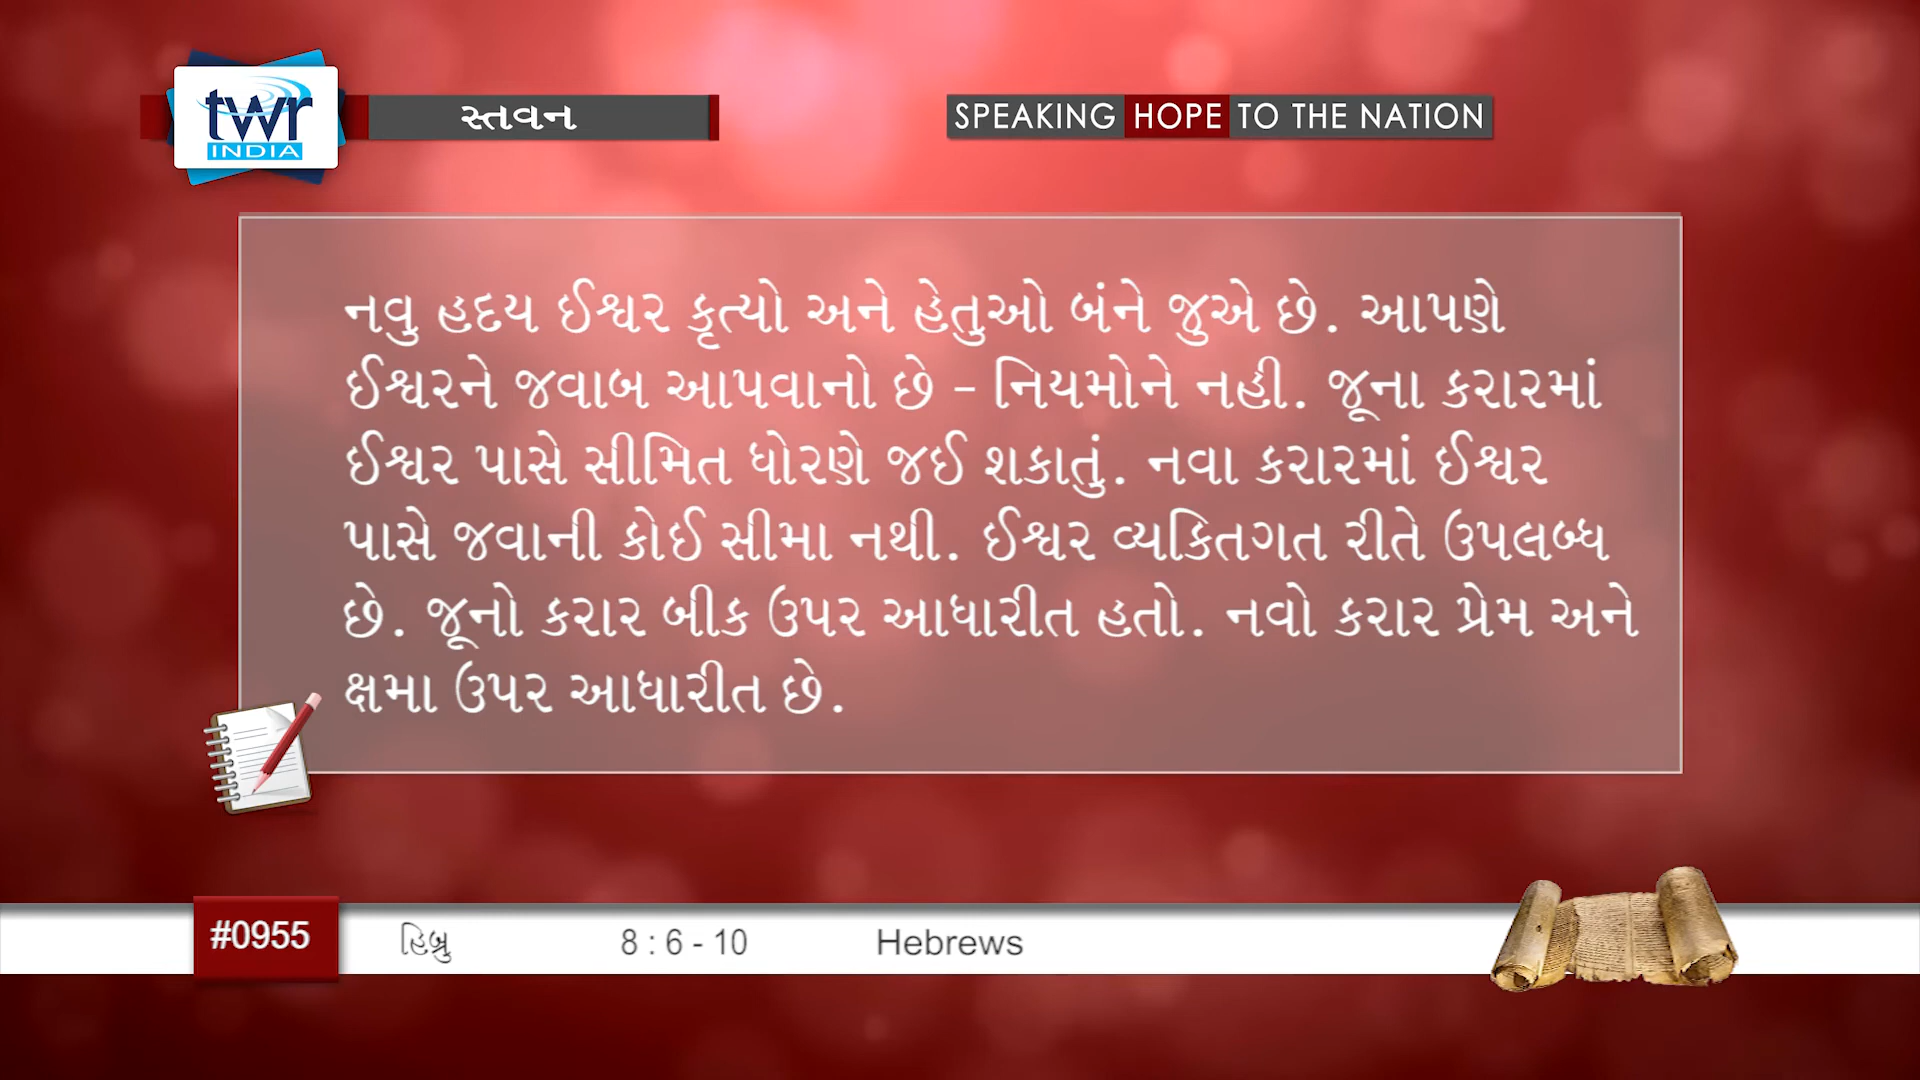 twr
INDIA
સ્તવન
SPEAKING HOPE TO THE NATION
નવુ હદય ઈશ્વર કૃત્યો અને હેતુઓ બંને જુએ છે. આપણે
ઈશ્વરને જવાબ આપવાનો છે - નિયમોને નહી. જૂના કરારમાં
ઈશ્વર પાસે સીમિત ધોરણે જઈ શકાતું. નવા કરારમાં ઈશ્વર
પાસે જવાની કોઈ સીમા નથી. ઈશ્વર વ્યકિતગત રીતે ઉપલબ્ધ
છે. જૂનો કરાર બીક ઉપર આધારીત હતો. નવો કરાર પ્રેમ અને
ક્ષમા ઉપર આધારીત છે.
#0955 હિબ્રુ 8 : 6 - 10 Hebrews